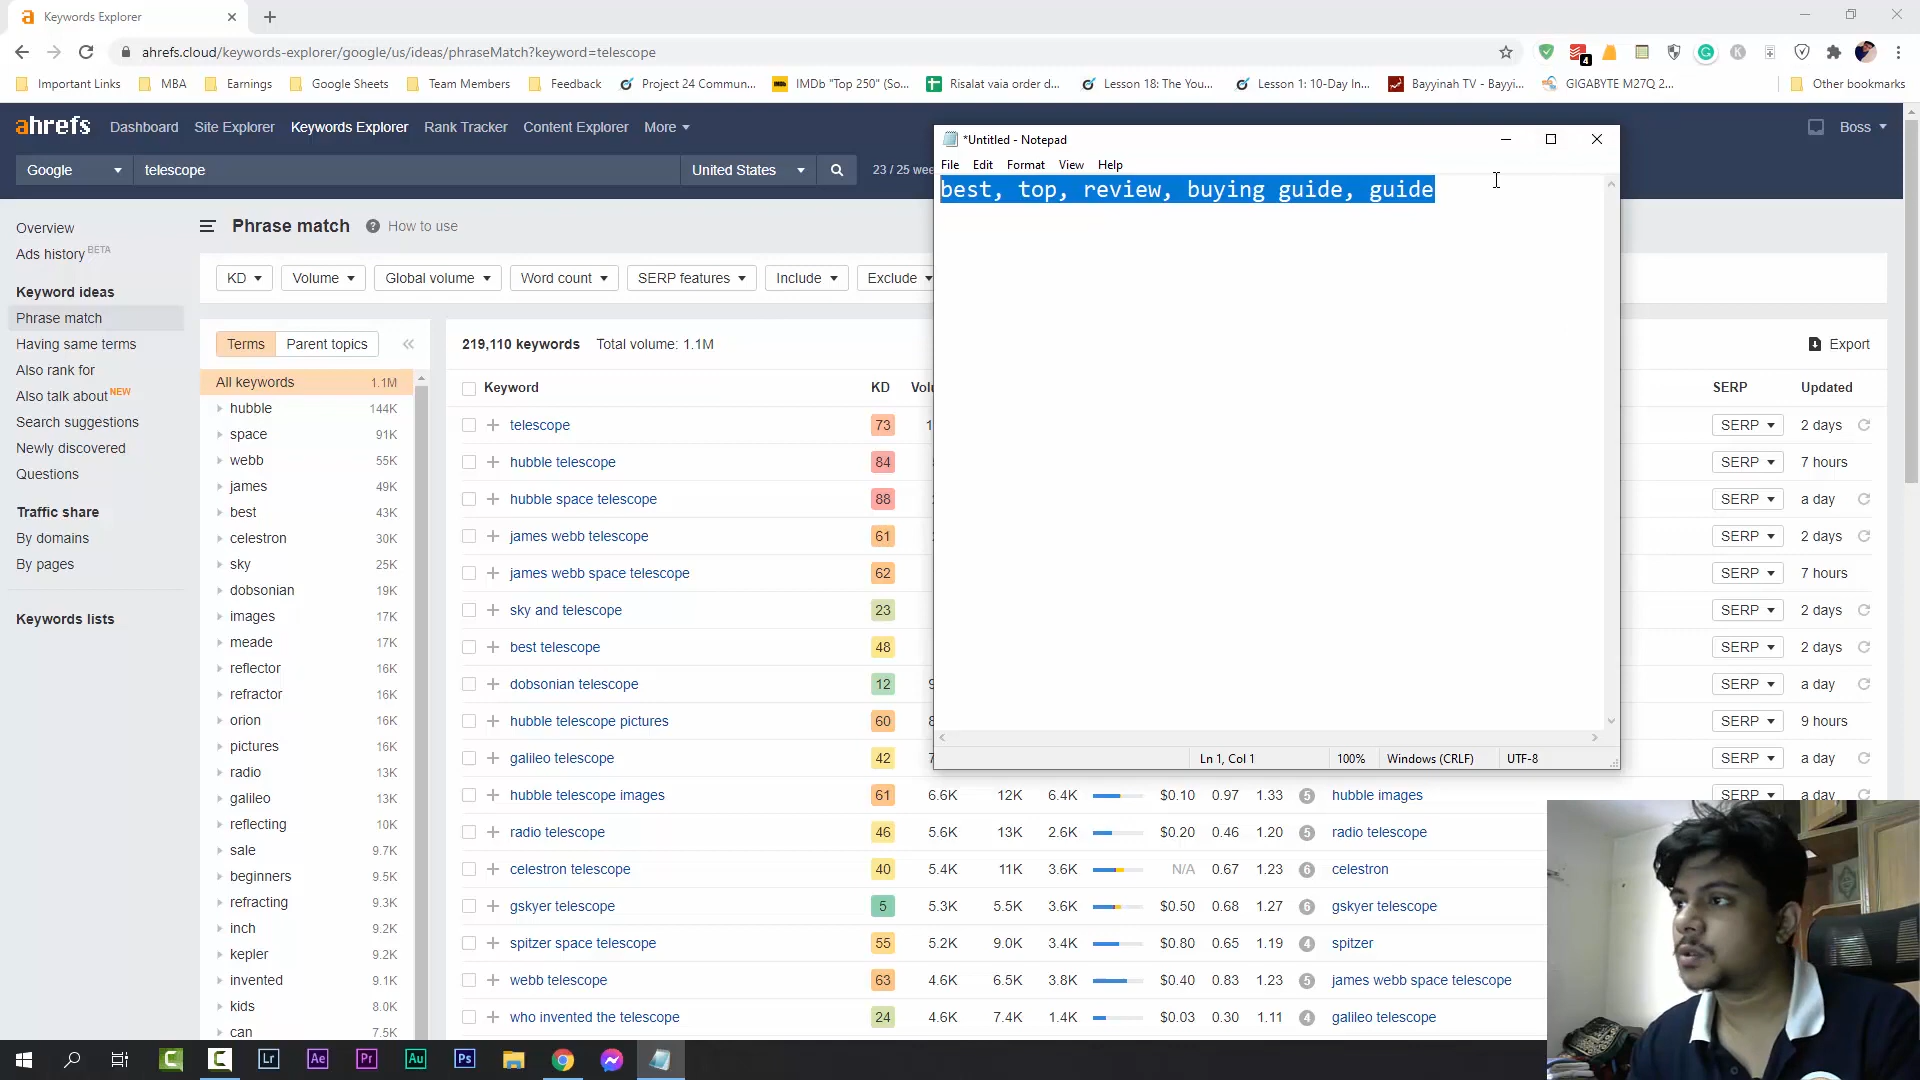 Keywords Explorer
ahrefs.cloud/keywords-explorer/google/us/ideas/phraseMatch?keyword=telescope
4
Important Links
MBA
Earnings
Google Sheets
Team Members
Feedback
Project 24 Commun...
IMDb "Top 250" (So...
Risalat vaia order d...
Lesson 18: The You...
Lesson 1: 10-Day In...
Bayyinah TV - Bayyi...
GIGABYTE M27Q 2...
Other bookmarks
ahrefs
Dashboard
Site Explorer
Keywords Explorer
Rank Tracker
Content Explorer
More
Boss
Google
telescope
United States
23 / 25 wee
*Untitled - Notepad
File Edit Format View Help
best, top, review, buying guide, guide
Ln 1, Col 1
100%
Windows (CRLF)
UTF-8
Overview
Ads history BETA
Keyword ideas
Phrase match
Having same terms
Also rank for
Also talk about NEW
Search suggestions
Newly discovered
Questions
Traffic share
By domains
By pages
Keywords lists
Phrase match
? How to use
KD
Volume
Global volume
Word count
SERP features
Include
Exclude
Terms
Parent topics
All keywords 1.1M
hubble 144K
space 91K
webb 55K
james 49K
best 43K
celestron 30K
sky 25K
dobsonian 19K
images 17K
meade 17K
reflector 16K
refractor 16K
orion 16K
pictures 16K
radio 13K
galileo 13K
reflecting 10K
sale 9.7K
beginners 9.5K
refracting 9.3K
inch 9.2K
kepler 9.2K
invented 9.1K
kids 8.0K
can 7.5K
219,110 keywords Total volume: 1.1M
Export
Keyword KD Volu SERP Updated
telescope 73 1 SERP 2 days
hubble telescope 84 SERP 7 hours
hubble space telescope 88 SERP a day
james webb telescope 61 SERP 2 days
james webb space telescope 62 SERP 7 hours
sky and telescope 23 SERP 2 days
best telescope 48 SERP 2 days
dobsonian telescope 12 9 SERP a day
hubble telescope pictures 60 8 SERP 9 hours
galileo telescope 42 7 SERP a day
hubble telescope images 61 6.6K 12K 6.4K $0.10 0.97 1.33 5 hubble images SERP a day
radio telescope 46 5.6K 13K 2.6K $0.20 0.46 1.20 5 radio telescope
celestron telescope 40 5.4K 11K 3.6K N/A 0.67 1.23 6 celestron
gskyer telescope 5 5.3K 5.5K 3.6K $0.50 0.68 1.27 6 gskyer telescope
spitzer space telescope 55 5.2K 9.0K 3.4K $0.80 0.65 1.19 4 spitzer
webb telescope 63 4.6K 6.5K 3.8K $0.40 0.83 1.23 5 james webb space telescope
who invented the telescope 24 4.6K 7.4K 1.4K $0.03 0.30 1.11 4 galileo telescope
C
C
Lr
Ae
Pr
Au
Ps